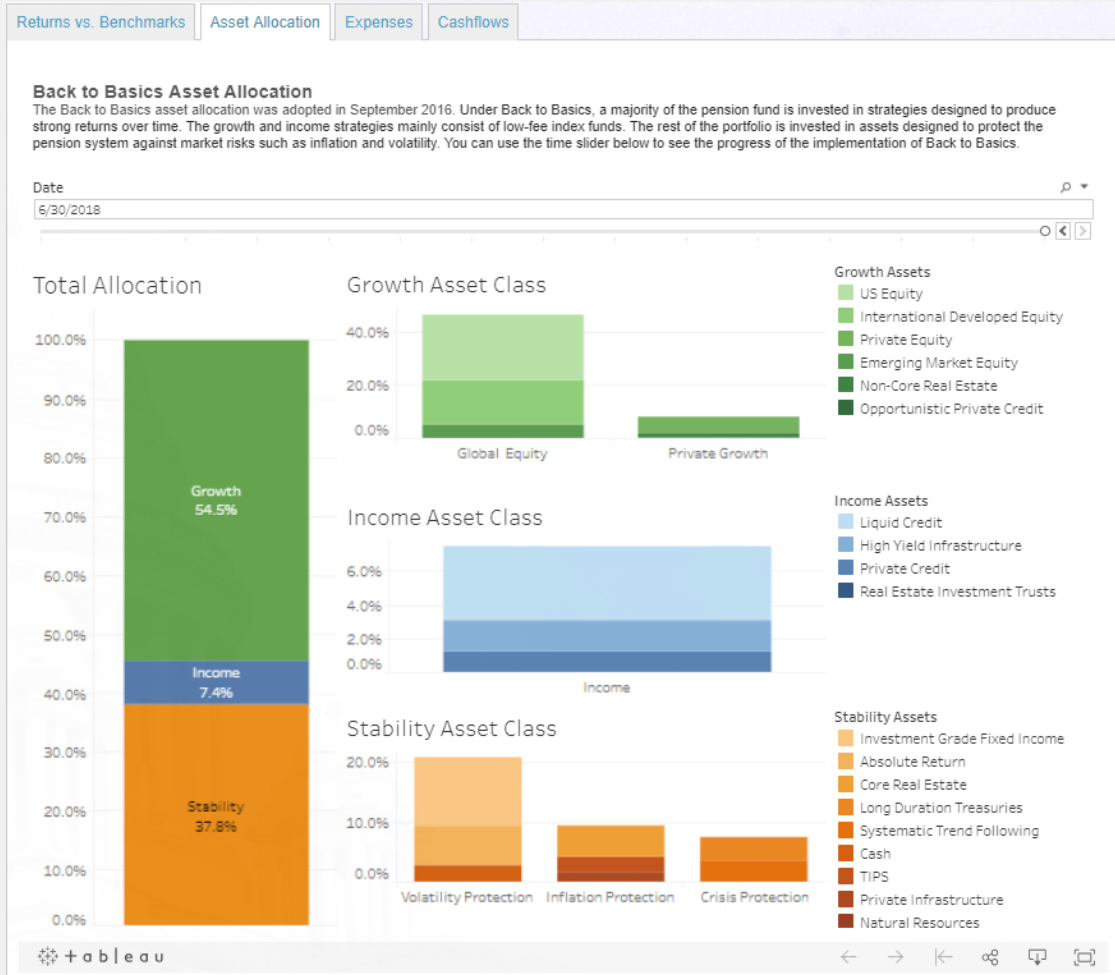 Returns vs. Benchmarks
Asset Allocation
Expenses
Cashflows
Back to Basics Asset Allocation
The Back to Basics asset allocation was adopted in September 2016. Under Back to Basics, a majority of the pension fund is invested in strategies designed to produce
strong returns over time. The growth and income strategies mainly consist of low-fee index funds. The rest of the portfolio is invested in assets designed to protect the
pension system against market risks such as inflation and volatility. You can use the time slider below to see the progress of the implementation of Back to Basics.
Date
6/30/2018
Total Allocation
100.0%
90.0%
80.0%
70.0%
60.0%
50.0%
40.0%
30.0%
20.0%
10.0%
0.0%
Growth
54.5%
Income
7.4%
Stability
37.8%
Growth Asset Class
40.0%
20.0%
0.0%
Global Equity
Private Growth
Growth Assets
US Equity
International Developed Equity
Private Equity
Emerging Market Equity
Non-Core Real Estate
Opportunistic Private Credit
Income Asset Class
6.0%
4.0%
2.0%
0.0%
Income
Income Assets
Liquid Credit
High Yield Infrastructure
Private Credit
Real Estate Investment Trusts
Stability Asset Class
20.0%
10.0%
0.0%
Volatility Protection
Inflation Protection
Crisis Protection
Stability Assets
Investment Grade Fixed Income
Absolute Return
Core Real Estate
Long Duration Treasuries
Systematic Trend Following
Cash
TIPS
Private Infrastructure
Natural Resources
+ a b l e a u